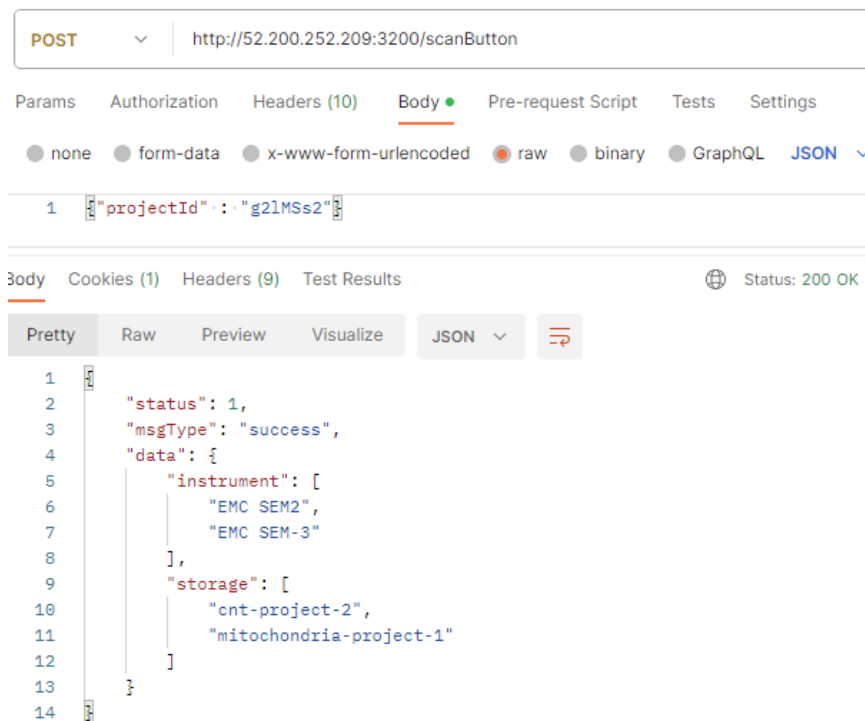 POST http://52.200.252.209:3200/scanButton
Params Authorization Headers (10) Body Pre-request Script Tests Settings
none form-data x-www-form-urlencoded raw binary GraphQL JSON
1 {"projectId" : "g2lMSs2"}
Body Cookies (1) Headers (9) Test Results Status: 200 OK
Pretty Raw Preview Visualize JSON
1 {
2 "status": 1,
3 "msgType": "success",
4 "data": {
5 "instrument": [
6 "EMC SEM2",
7 "EMC SEM-3"
8 ],
9 "storage": [
10 "cnt-project-2",
11 "mitochondria-project-1"
12 ]
13 }
14 }